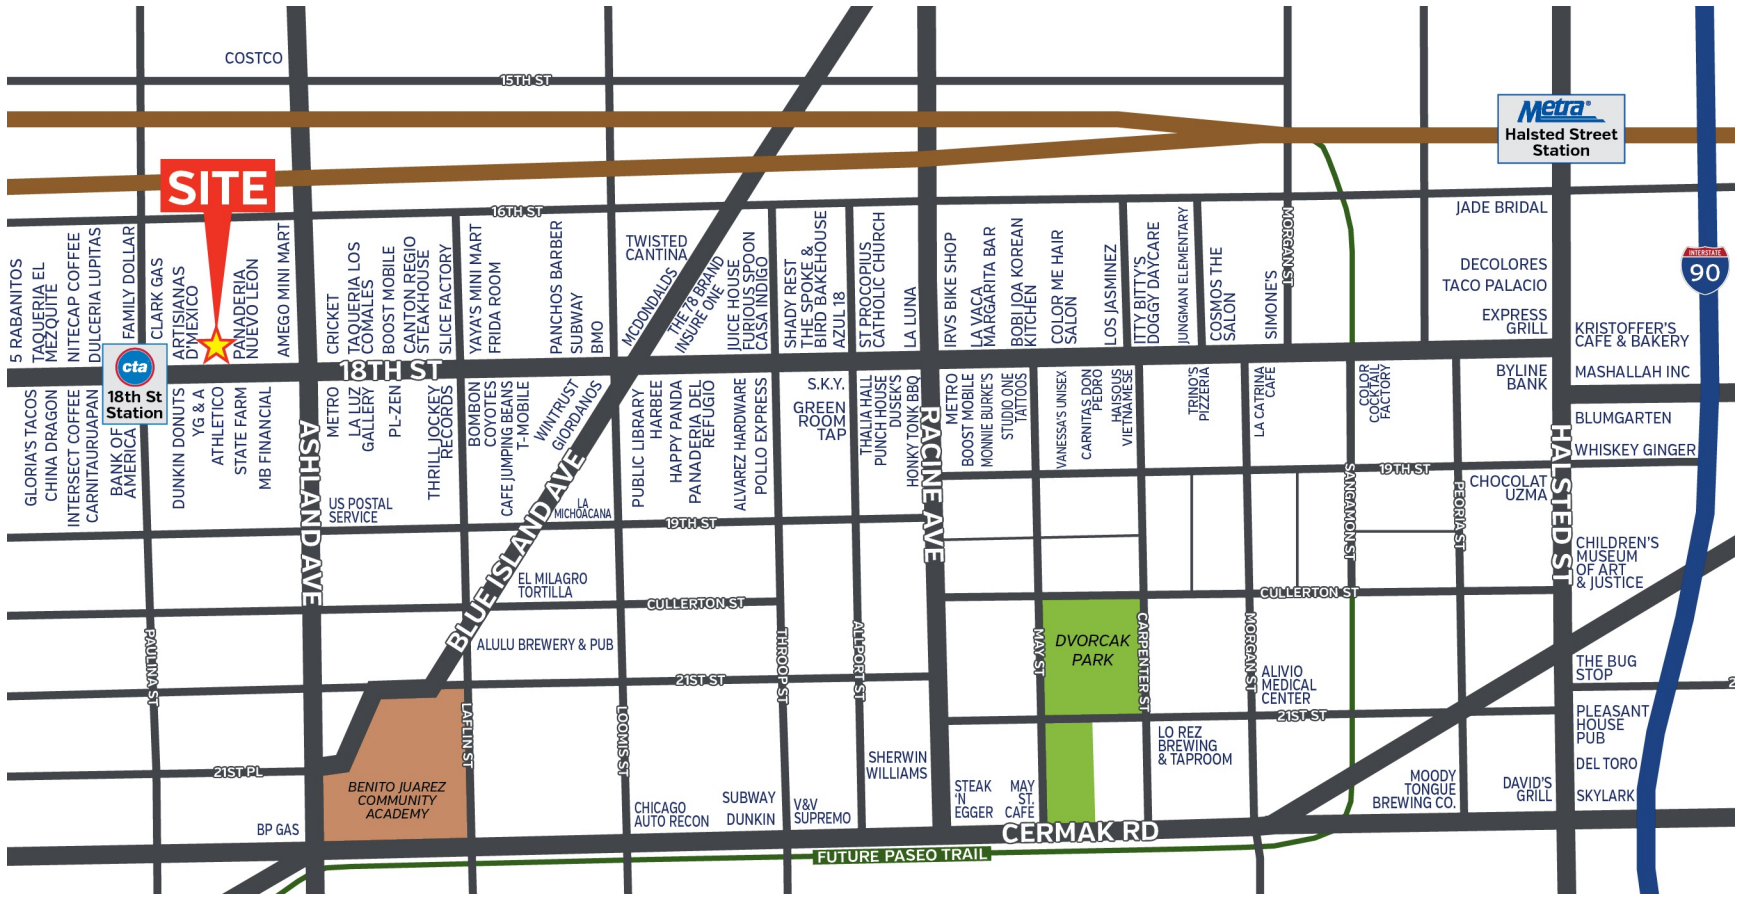 COSTCO
15TH ST
Metra®
Halsted Street
Station
SITE
16TH ST
5 RABANITOS
TAQUERIA EL
MEZQUITE
NITECAP COFFEE
DULCERIA LUPITAS
FAMILY DOLLAR
CLARK GAS
ARTISIANAS
D'MEXICO
PANADERIA
NUEVO LEON
AMEGO MINI MART
CRICKET
TAQUERIA LOS
COMALES
BOOST MOBILE
CANTON REGIO
STEAKHOUSE
SLICE FACTORY
YAYA'S MINI MART
FRIDA ROOM
PANCHOS BARBER
SUBWAY
BMO
TWISTED
CANTINA
MCDONALDS
THE 78 BRAND
INSURE ONE
JUICE HOUSE
FURIOUS SPOON
CASA INDIGO
SHADY REST
THE SPOKE &
BIRD BAKEHOUSE
AZUL 18
ST PROCOPIUS
CATHOLIC CHURCH
LA LUNA
IRVS BIKE SHOP
LA VACA
MARGARITA BAR
BOBI JOA KOREAN
KITCHEN
COLOR ME HAIR
SALON
LOS JASMINEZ
ITTY BITTY'S
DOGGY DAYCARE
JUNGMAN ELEMENTARY
COSMOS THE
SALON
SIMONE'S
MORGAN ST
JADE BRIDAL
DECOLORES
TACO PALACIO
EXPRESS
GRILL
INTERSTATE
90
KRISTOFFER'S
CAFE & BAKERY
cta
18th St
Station
18TH ST
GLORIA'S TACOS
CHINA DRAGON
INTERSECT COFFEE
CARNITAURUAPAN
BANK OF
AMERICA
DUNKIN DONUTS
YG & A
ATHLETICO
STATE FARM
MB FINANCIAL
ASHLAND AVE
METRO
LA LUZ
GALLERY
PL-ZEN
THRILL JOCKEY
RECORDS
BOMBON
COYOTES
CAFE JUMPING BEANS
T-MOBILE
WINTRUST
GIORDANOS
PUBLIC LIBRARY
HARBEE
HAPPY PANDA
PANADERIA DEL
REFUGIO
ALVAREZ HARDWARE
POLLO EXPRESS
S.K.Y.
GREEN
ROOM
TAP
THALIA HALL
PUNCH HOUSE
DUSEK'S
HONKY TONK BBQ
RACINE AVE
METRO
BOOST MOBILE
MONNIE BURKE'S
STUDIO ONE
TATTOOS
VANESSA'S UNISEX
CARNITAS DON
PEDRO
HAISOUS
VIETNAMESE
TRINO'S
PIZZERIA
LA CATRINA
CAFE
COLOR
COCKTAIL
FACTORY
BYLINE
BANK
MASHALLAH INC
BLUMGARTEN
WHISKEY GINGER
HALSTED ST
US POSTAL
SERVICE
BLUE ISLAND AVE
LA
MICHOACANA
19TH ST
19TH ST
SANGAMON ST
PEORIA ST
CHOCOLAT
UZMA
CHILDREN'S
MUSEUM
OF ART
& JUSTICE
EL MILAGRO
TORTILLA
CULLERTON ST
CULLERTON ST
PAULINA ST
ALULU BREWERY & PUB
THROOP ST
ALLPORT ST
MAY ST
DVORCAK
PARK
CARPENTER ST
MORGAN ST
ALIVIO
MEDICAL
CENTER
THE BUG
STOP
21ST ST
21ST ST
2
LAFLIN ST
LOOMIS ST
PLEASANT
HOUSE
PUB
LO REZ
BREWING
& TAPROOM
21ST PL
SHERWIN
WILLIAMS
DEL TORO
BENITO JUAREZ
COMMUNITY
ACADEMY
CHICAGO
AUTO RECON
SUBWAY
DUNKIN
V&V
SUPREMO
STEAK
'N
EGGER
MAY
ST.
CAFE
MOODY
TONGUE
BREWING CO.
DAVID'S
GRILL
SKYLARK
BP GAS
CERMAK RD
FUTURE PASEO TRAIL